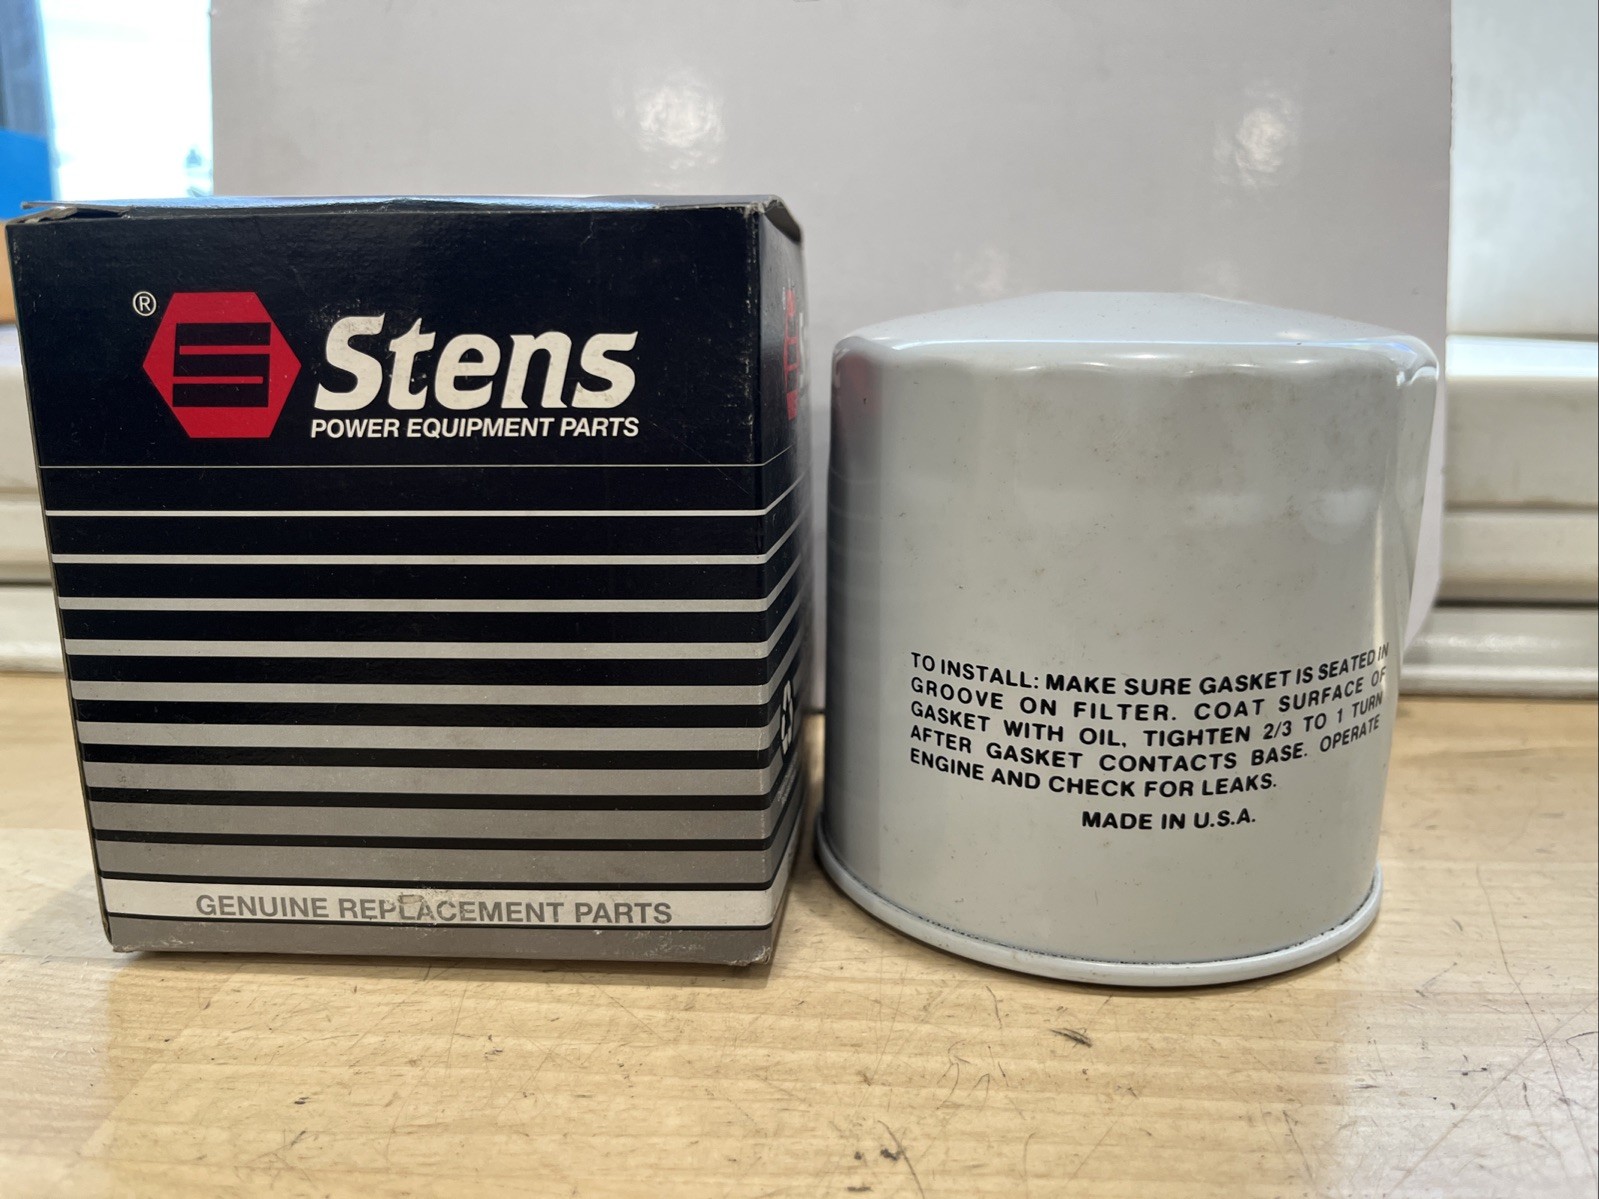 ®
Stens
POWER EQUIPMENT PARTS
GENUINE REPLACEMENT PARTS
TO INSTALL: MAKE SURE GASKET IS SEATED IN
GROOVE ON FILTER. COAT SURFACE OF
GASKET WITH OIL, TIGHTEN 2/3 TO 1 TURN
AFTER GASKET CONTACTS BASE. OPERATE
ENGINE AND CHECK FOR LEAKS.
MADE IN U.S.A.